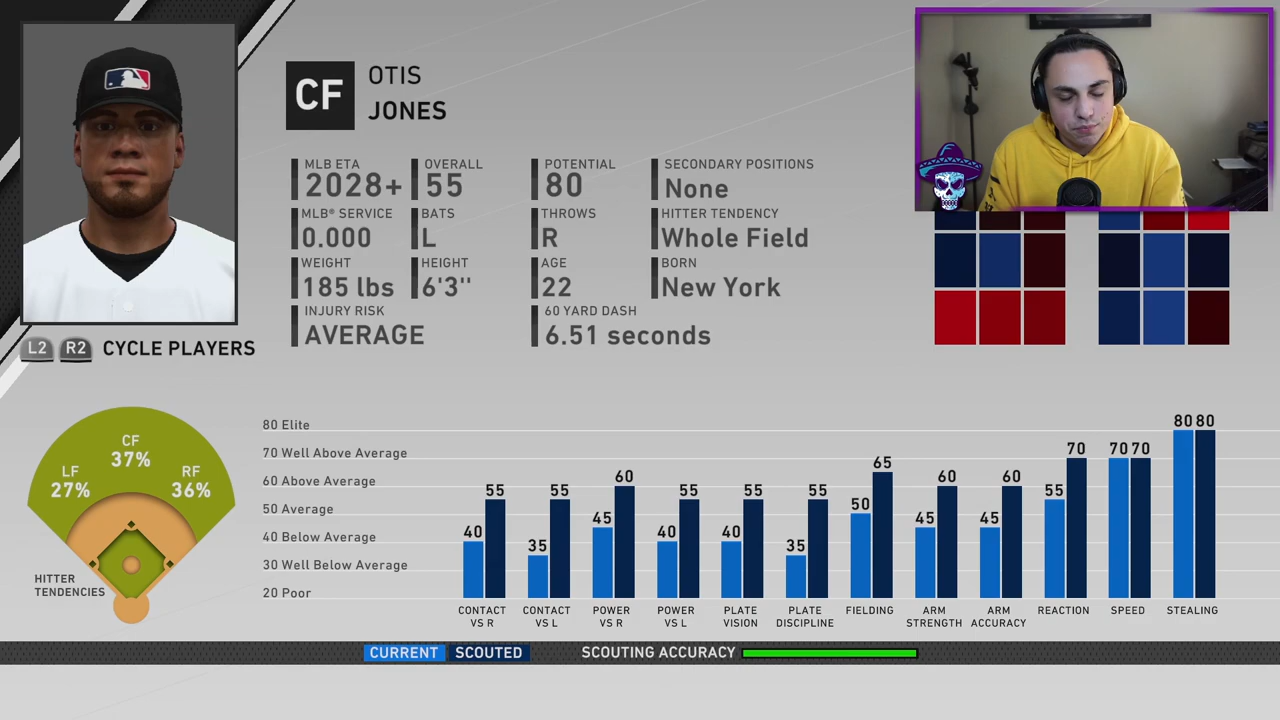 CF
OTIS
JONES
MLB ETA
2028+
OVERALL
55
POTENTIAL
80
SECONDARY POSITIONS
None
MLB® SERVICE
0.000
BATS
L
THROWS
R
HITTER TENDENCY
Whole Field
WEIGHT
185 lbs
HEIGHT
6'3''
AGE
22
BORN
New York
INJURY RISK
AVERAGE
60 YARD DASH
6.51 seconds
L2 R2 CYCLE PLAYERS
CF
37%
LF
27%
RF
36%
HITTER
TENDENCIES
80 Elite
70 Well Above Average
60 Above Average
50 Average
40 Below Average
30 Well Below Average
20 Poor
40 55
35 55
45 60
40 55
40 55
35 55
50 65
45 60
45 60
55 70
70 70
80 80
CONTACT
VS R
CONTACT
VS L
POWER
VS R
POWER
VS L
PLATE
VISION
PLATE
DISCIPLINE
FIELDING
ARM
STRENGTH
ARM
ACCURACY
REACTION
SPEED
STEALING
CURRENT SCOUTED SCOUTING ACCURACY